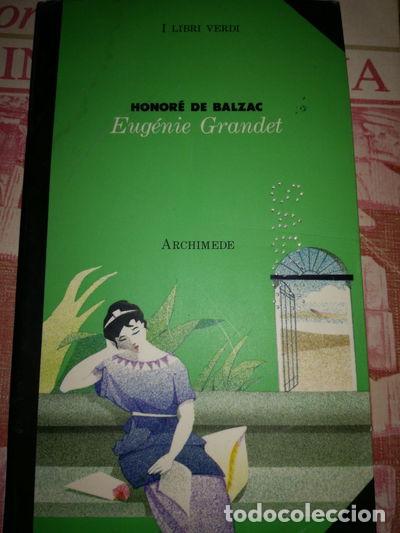 I LIBRI VERDI
HONORÉ DE BALZAC
Eugénie Grandet
ARCHIMEDE
todocoleccion